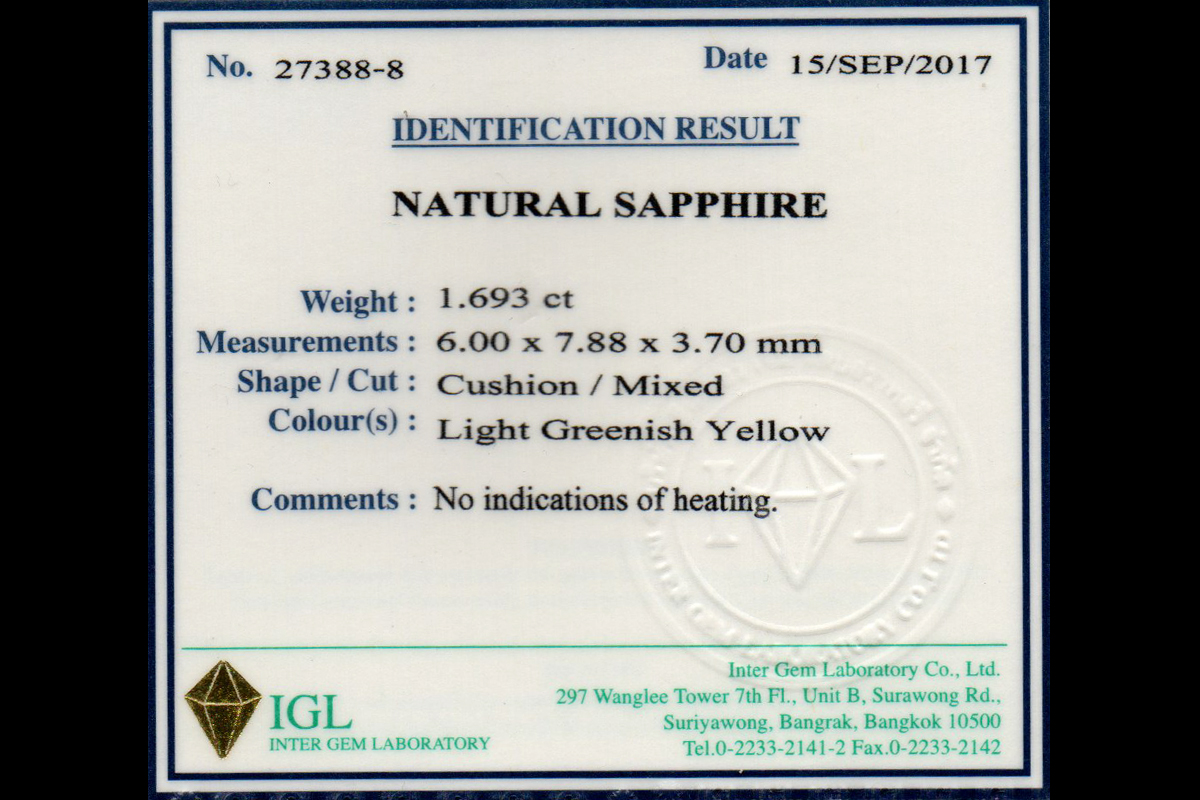 No. 27388-8 Date 15/SEP/2017
IDENTIFICATION RESULT
NATURAL SAPPHIRE
Weight : 1.693 ct
Measurements : 6.00 x 7.88 x 3.70 mm
Shape / Cut : Cushion / Mixed
Colour(s) : Light Greenish Yellow
Comments : No indications of heating.
I L
IGL
INTER GEM LABORATORY
Inter Gem Laboratory Co., Ltd.
297 Wanglee Tower 7th Fl., Unit B, Surawong Rd.,
Suriyawong, Bangrak, Bangkok 10500
Tel.0-2233-2141-2 Fax.0-2233-2142